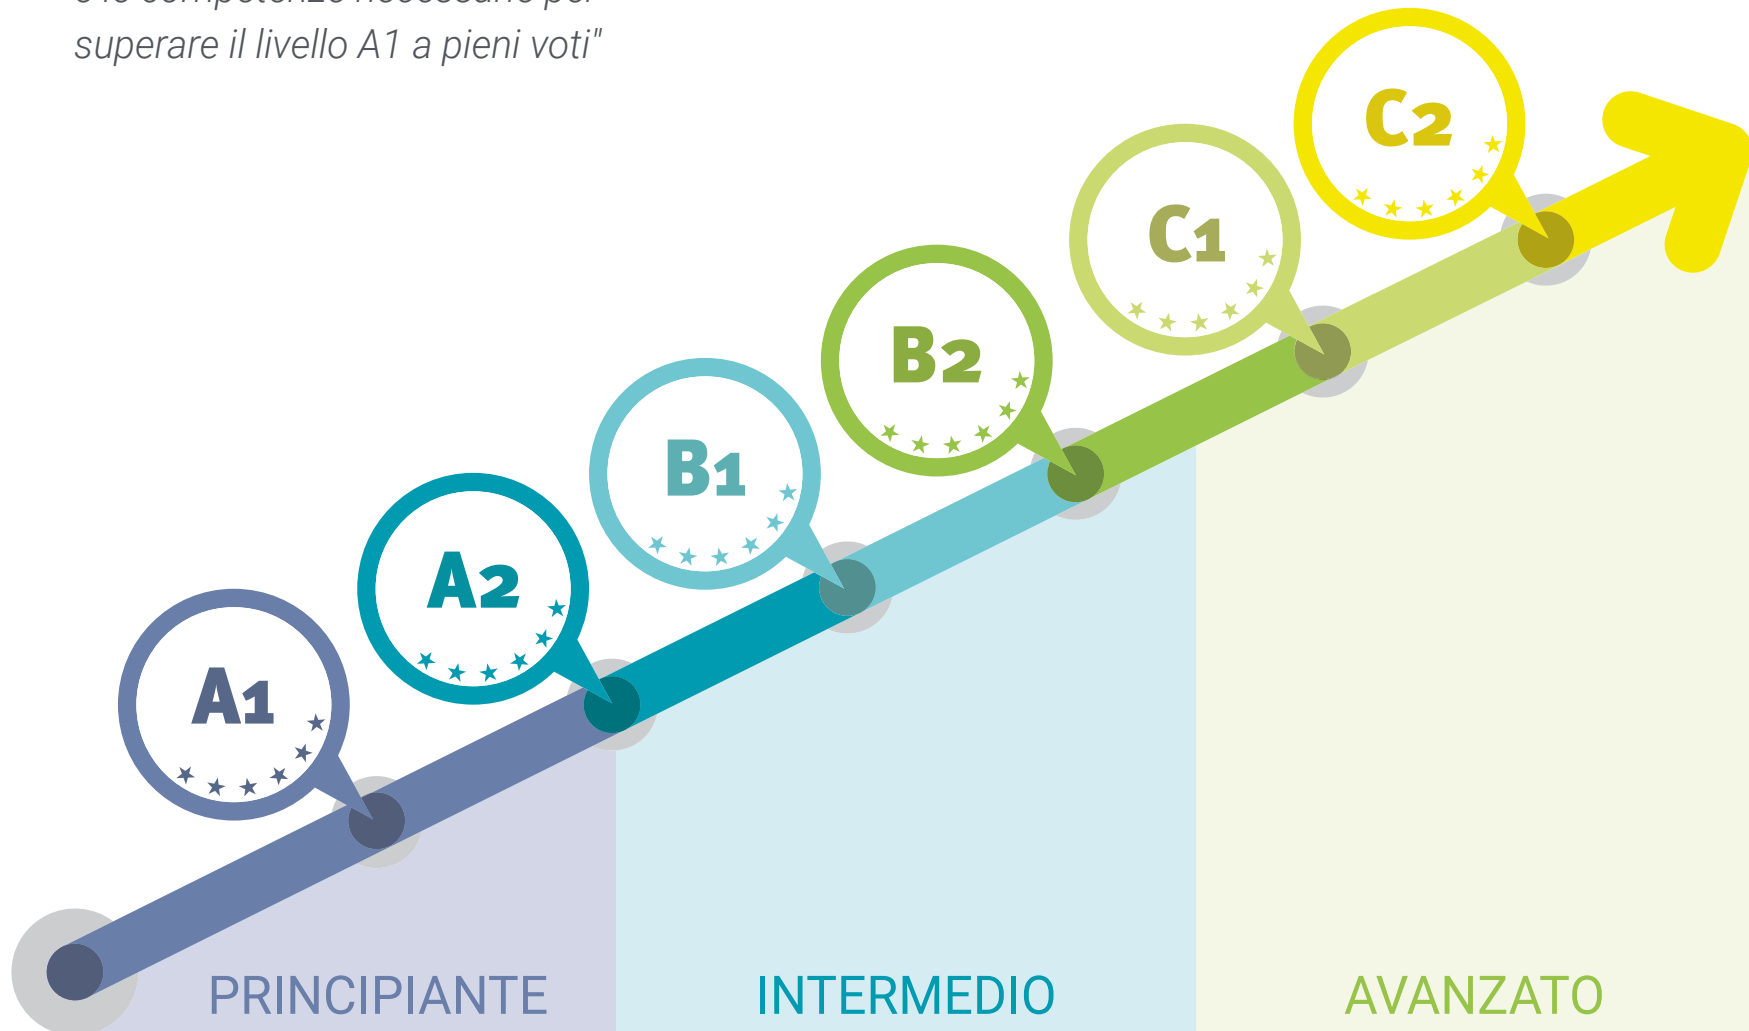 superare il livello A1 a pieni voti"
C2
C1
B2
B1
A2
A1
PRINCIPIANTE INTERMEDIO AVANZATO